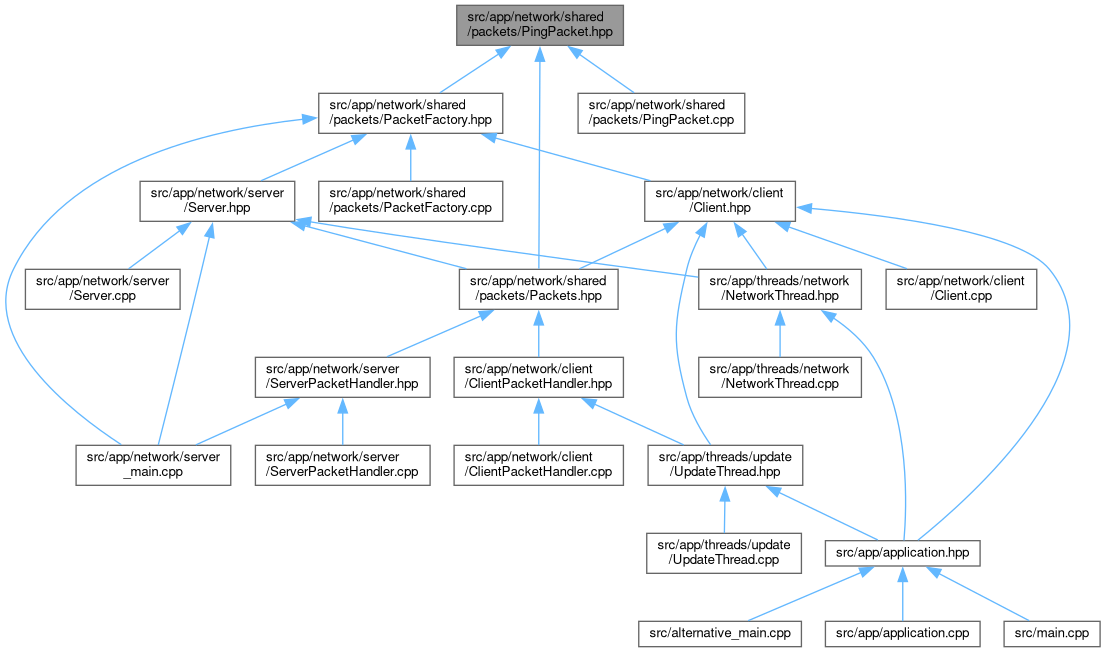 src/app/network/shared
/packets/PingPacket.hpp
src/app/network/shared
/packets/PacketFactory.hpp
src/app/network/shared
/packets/PingPacket.cpp
src/app/network/server
/Server.hpp
src/app/network/shared
/packets/PacketFactory.cpp
src/app/network/client
/Client.hpp
src/app/network/server
/Server.cpp
src/app/network/shared
/packets/Packets.hpp
src/app/threads/network
/NetworkThread.hpp
src/app/network/client
/Client.cpp
src/app/network/server
/ServerPacketHandler.hpp
src/app/network/client
/ClientPacketHandler.hpp
src/app/threads/network
/NetworkThread.cpp
src/app/network/server
_main.cpp
src/app/network/server
/ServerPacketHandler.cpp
src/app/network/client
/ClientPacketHandler.cpp
src/app/threads/update
/UpdateThread.hpp
src/app/threads/update
/UpdateThread.cpp
src/app/application.hpp
src/alternative_main.cpp
src/app/application.cpp
src/main.cpp